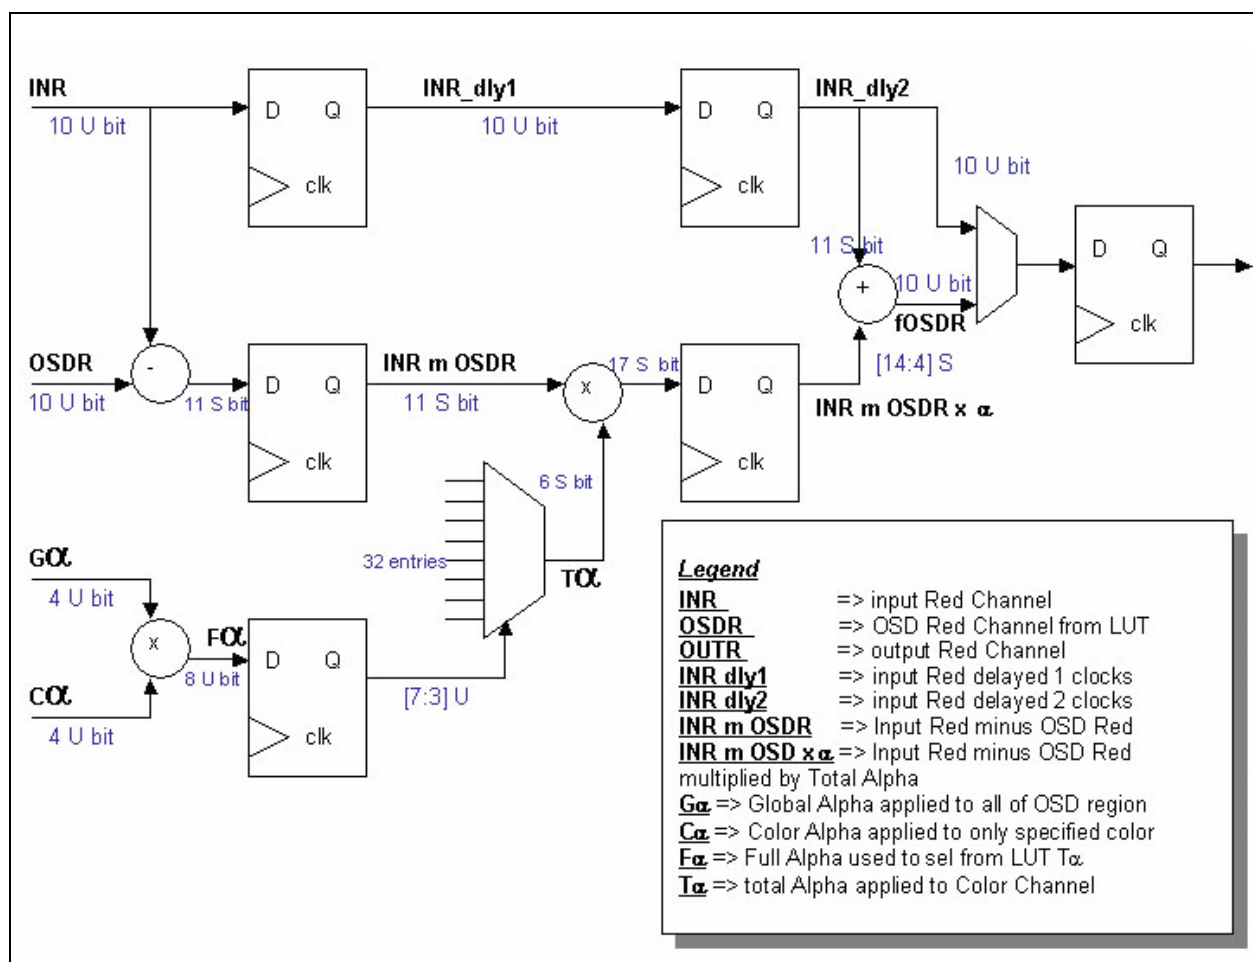 INR
10 U bit
D Q
clk
INR_dly1
10 U bit
D Q
clk
INR_dly2
10 U bit
11 S bit
+
10 U bit
fOSDR
[14:4] S
D Q
clk
OSDR
10 U bit
-
11 S bit
D Q
clk
INR m OSDR
11 S bit
x
17 S bit
D Q
clk
INR m OSDR x α
6 S bit
32 entries
Tα
Gα
4 U bit
x
Cα
4 U bit
Fα
8 U bit
D Q
clk
[7:3] U
Legend
INR => input Red Channel
OSDR => OSD Red Channel from LUT
OUTR => output Red Channel
INR dly1 => input Red delayed 1 clocks
INR dly2 => input Red delayed 2 clocks
INR m OSDR => Input Red minus OSD Red
INR m OSD x α => Input Red minus OSD Red
multiplied by Total Alpha
Gα => Global Alpha applied to all of OSD region
Cα => Color Alpha applied to only specified color
Fα => Full Alpha used to sel from LUT Tα
Tα => total Alpha applied to Color Channel